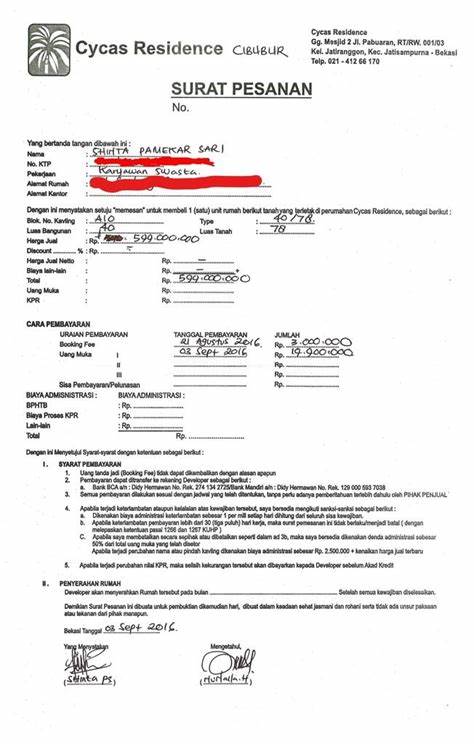 Cycas Residence CIBUBUR
Cycas Residence
Gg. Mesjid 2 Jl. Pabuaran, RT/RW. 001/03
Kel. Jatiranggon, Kec. Jatisampurna - Bekasi
Telp. 021 - 412 66 170
SURAT PESANAN
No.
Yang bertanda tangan dibawah ini :
Nama : SHINTA PAMEKAR SARI
No. KTP :
Pekerjaan : Karyawan Swasta
Alamat Rumah :
Alamat Kantor :
Dengan ini menyatakan setuju "memesan" untuk membeli 1 (satu) unit rumah berikut tanah yang terletak di perumahan Cycas Residence, sebagai berikut :
Blok. No. Kavling : A10 Type : 40/78
Luas Bangunan : 40 Luas Tanah : 78
Harga Jual : Rp. 599.000.000
Discount % : Rp. -
Harga Jual Netto : Rp. -
Biaya lain-lain : Rp. - +
Total : Rp. 599.000.000
Uang Muka : Rp.
KPR : Rp.
CARA PEMBAYARAN
URAIAN PEMBAYARAN TANGGAL PEMBAYARAN JUMLAH
Booking Fee 21 Agustus 2016. Rp. 3.000.000
Uang Muka I 03 Sept 2016 Rp. 19.900.000
II Rp.
III Rp.
Sisa Pembayaran/Pelunasan Rp.
BIAYA ADMISNISTRASI : BIAYA ADMINISTRASI :
BPHTB : Rp.
Biaya Proses KPR : Rp.
Lain-lain : Rp.
Total Rp.
Dengan ini Menyetujui Syarat-syarat dengan ketentuan sebagai berikut :
I. SYARAT PEMBAYARAN
1. Uang tanda jadi (Booking Fee) tidak dapat dikembalikan dengan alasan apapun
2. Pembayaran dapat ditransfer ke rekening Developer sebagai berikut :
a. Bank BCA a/n : Didy Hermawan No. Rek. 274 134 2725/Bank Mandiri a/n : Didy Hermawan No. Rek. 129 000 593 7038
3. Semua pembayaran dilakukan sesuai dengan jadwal yang telah ditentukan, tanpa perlu adanya pemberitahuan terlebih dahulu oleh PIHAK PENJUAL
4. Apabila terjadi keterlambatan ataupun kelalaian atas kewajiban tersebut, saya bersedia mengikuti sanksi-sanksi sebagai berikut :
a. Dikenakan biaya administrasi keterlambatan sebesar 1 per mil setiap hari dihitung dari seluruh sisa kewajiban.
b. Apabila keterlambatan pembayaran lebih dari 30 (tiga puluh) hari kerja, maka surat pemesanan ini tidak berlaku/menjadi batal ( dengan
melepaskan ketentuan pasal 1266 dan 1267 KUHP )
C. Apabila saya membatalkan secara sepihak atau dibatalkan seperti dalam ad 3b, maka saya bersedia dikenakan denda administrasi sebesar
50% dari total uang muka yang telah disetor
Apabila terjadi perubahan nama atau pindah kavling dikenakan biaya administrasi sebesar Rp. 2.500.000 + kenaikan harga jual terbaru
5. Apabila terjadi perubahan nilai KPR, maka selisih kekurangan tersebut akan dibayarkan kepada Developer sebelum Akad Kredit
II. PENYERAHAN RUMAH
Developer akan menyerahkan Rumah tersebut pada bulan Setelah semua kewajiban diselesaikan.
Demikian Surat Pesanan ini dibuata untuk pembuktian dikemudian hari, dibuat dalam keadaan sehat jasmani dan rohani serta tidak ada unsur paksaan
atau tekanan dari pihak manapun.
Bekasi Tanggal 03 Sept 2016.
Yang Menyatakan Mengetahui,
(SHINTA PS)